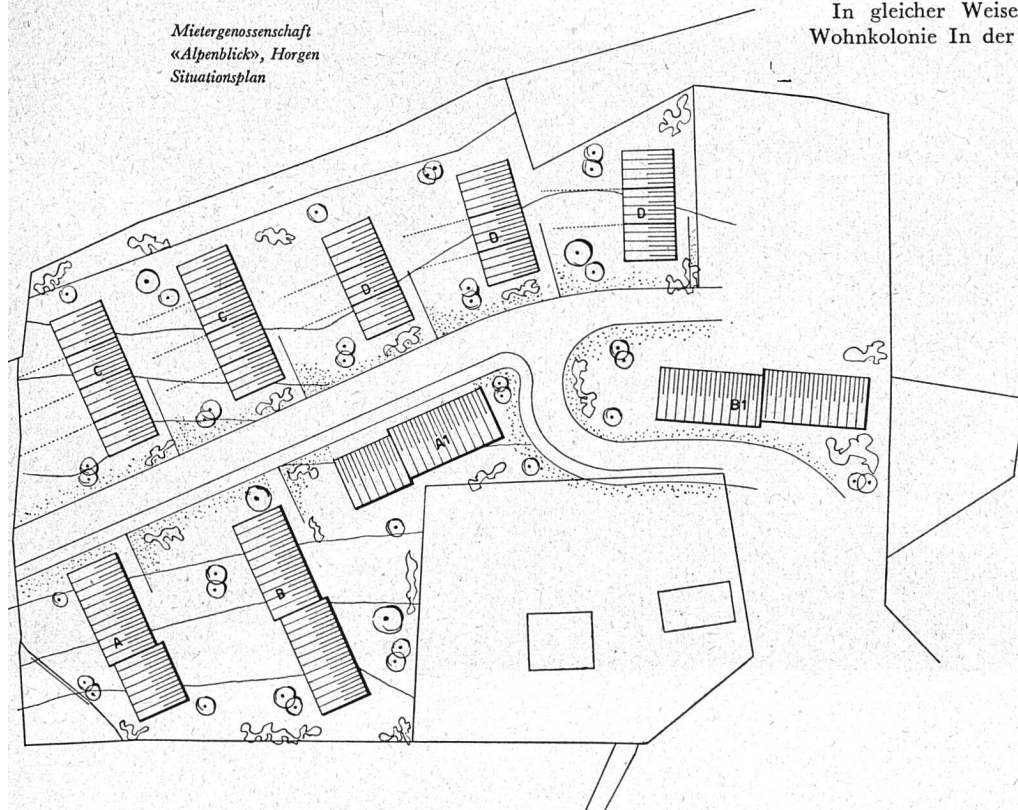 Mietergenossenschaft
«Alpenblick», Horgen
Situationsplan
In gleicher Weise
Wohnkolonie In der
D
D
D
C
C
A1
B1
B
A